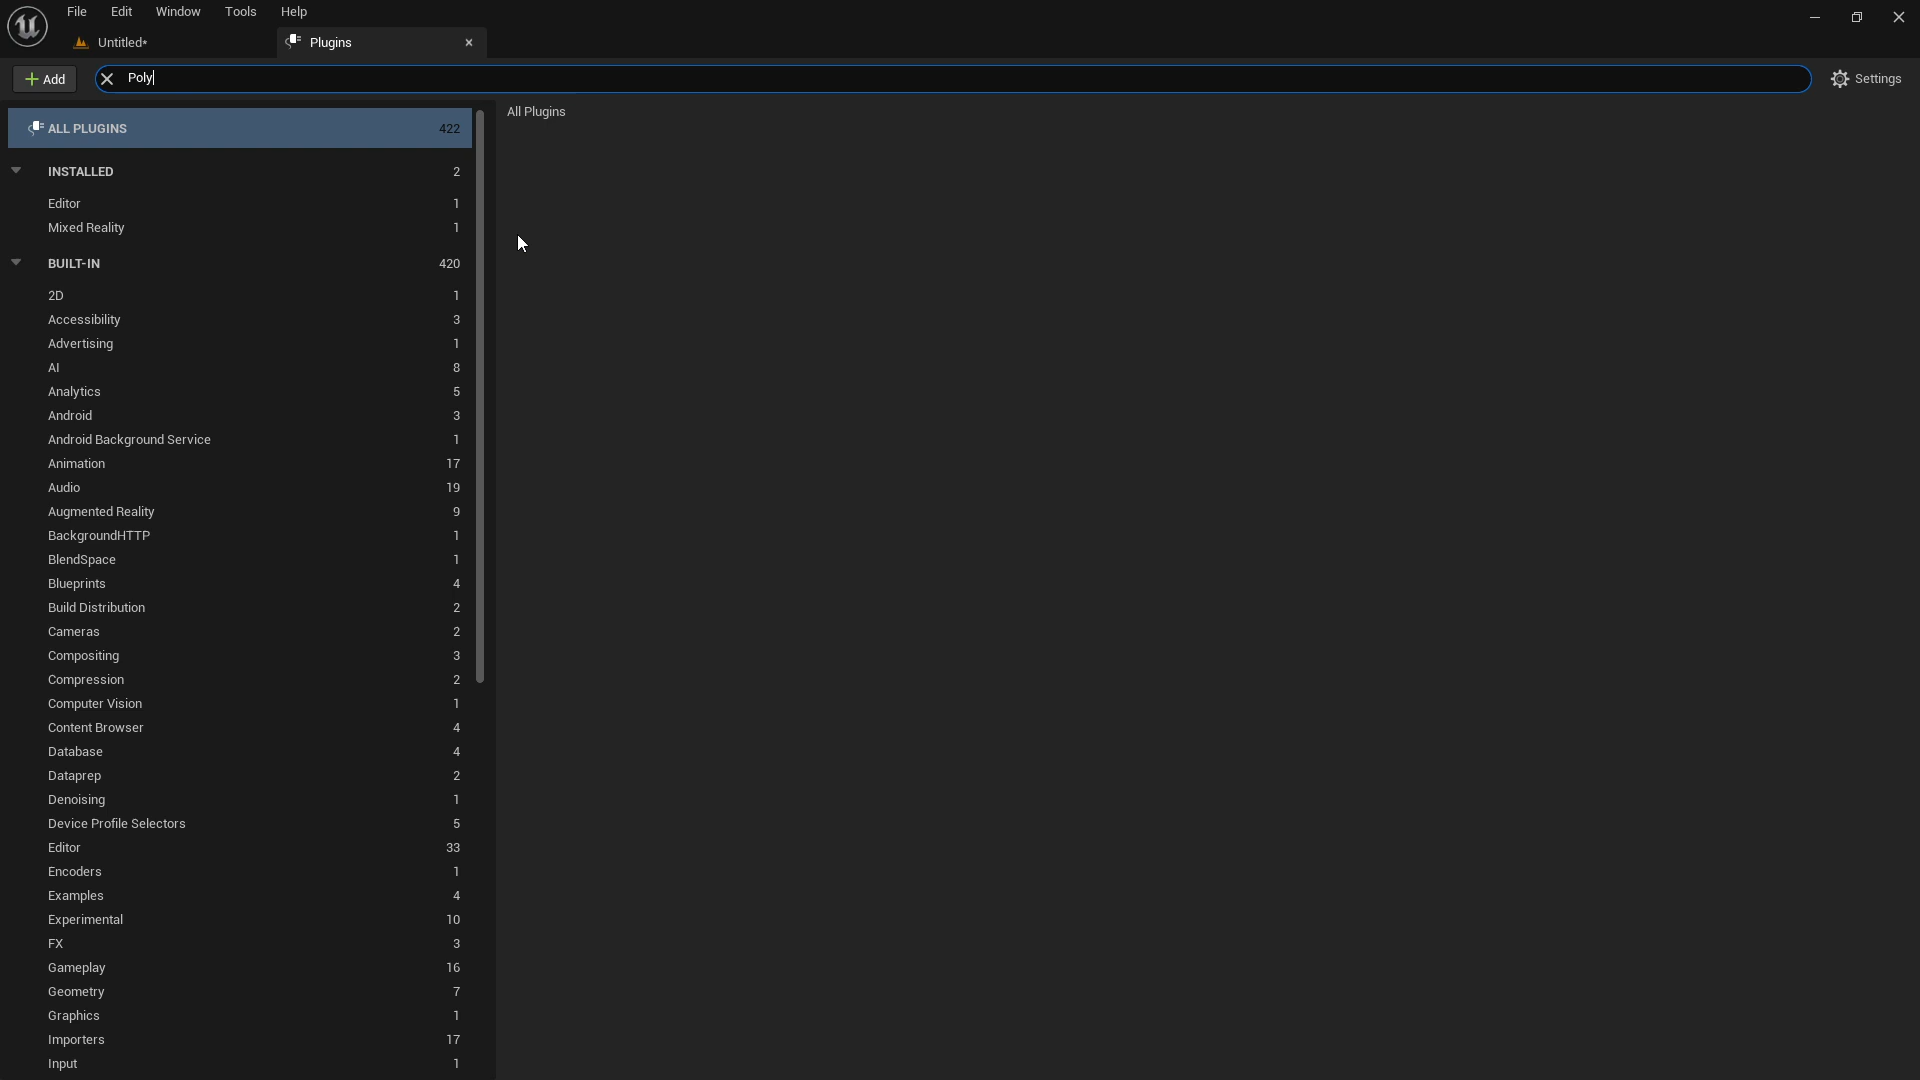 File Edit Window Tools Help
Untitled*
Plugins
Add
Poly
Settings
ALL PLUGINS 422
All Plugins
INSTALLED 2
Editor 1
Mixed Reality 1
BUILT-IN 420
2D 1
Accessibility 3
Advertising 1
AI 8
Analytics 5
Android 3
Android Background Service 1
Animation 17
Audio 19
Augmented Reality 9
BackgroundHTTP 1
BlendSpace 1
Blueprints 4
Build Distribution 2
Cameras 2
Compositing 3
Compression 2
Computer Vision 1
Content Browser 4
Database 4
Dataprep 2
Denoising 1
Device Profile Selectors 5
Editor 33
Encoders 1
Examples 4
Experimental 10
FX 3
Gameplay 16
Geometry 7
Graphics 1
Importers 17
Input 1